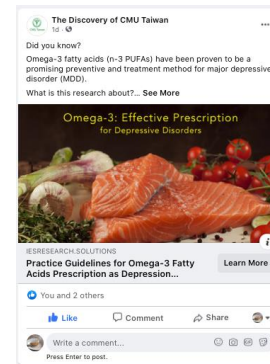 The Discovery of CMU Taiwan
1d ·
Did you know?
Omega-3 fatty acids (n-3 PUFAs) have been proven to be a
promising preventive and treatment method for major depressive
disorder (MDD).
What is this research about?... See More
Omega-3: Effective Prescription
for Depressive Disorders
IESRESEARCH.SOLUTIONS
Practice Guidelines for Omega-3 Fatty
Acids Prescription as Depression...
Learn More
You and 2 others
Like Comment Share
Write a comment...
Press Enter to post.